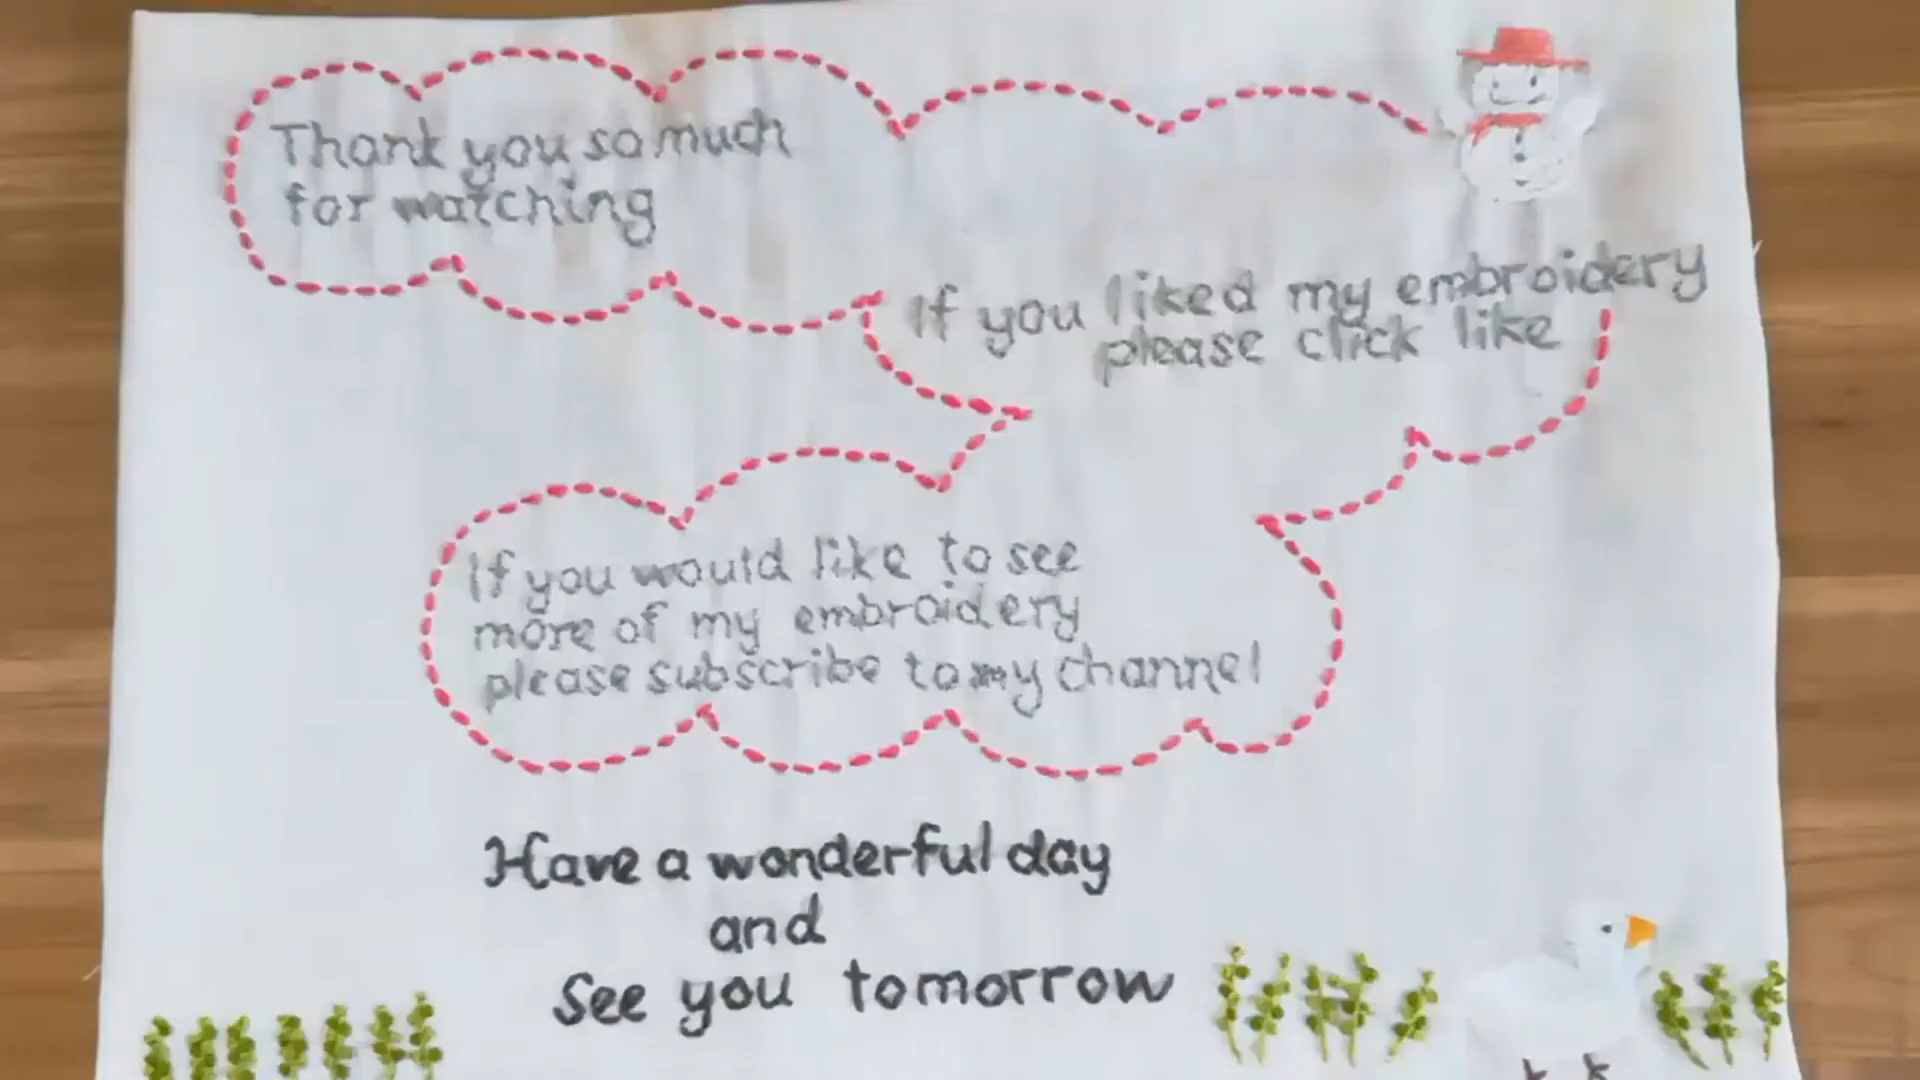 Thank you so much
for watching
If you liked my embroidery
please click like
If you would like to see
more of my embroidery
please subscribe to my channel
Have a wonderful day
and
See you tomorrow